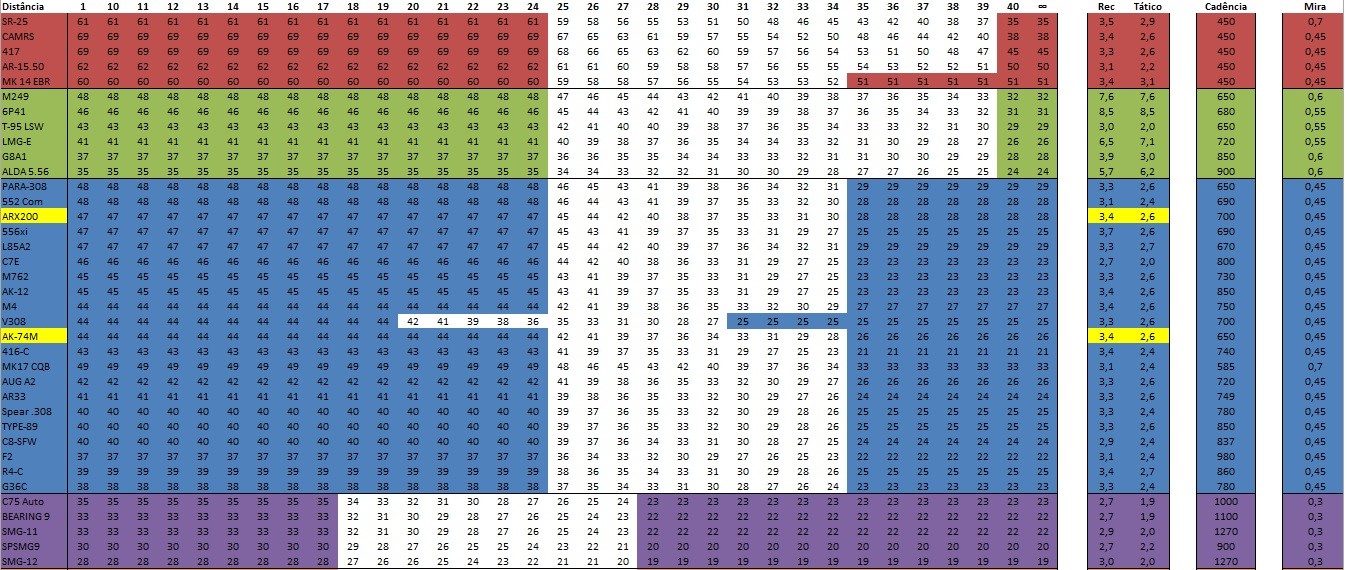 Distância 1 10 11 12 13 14 15 16 17 18 19 20 21 22 23 24 25 26 27 28 29 30 31 32 33 34 35 36 37 38 39 40 ∞ Rec Tático Cadência Mira
SR-25 61 61 61 61 61 61 61 61 61 61 61 61 61 61 61 61 59 58 56 55 53 51 50 48 46 45 43 42 40 38 37 35 35 3,5 2,9 450 0,7
CAMRS 69 69 69 69 69 69 69 69 69 69 69 69 69 69 69 69 67 65 63 61 59 57 55 54 52 50 48 46 44 42 40 38 38 3,4 2,6 450 0,45
417 69 69 69 69 69 69 69 69 69 69 69 69 69 69 69 69 68 66 65 63 62 60 59 57 56 54 53 51 50 48 47 45 45 3,3 2,6 450 0,45
AR-15.50 62 62 62 62 62 62 62 62 62 62 62 62 62 62 62 62 61 61 60 59 58 58 57 56 55 55 54 53 52 52 51 50 50 3,1 2,2 450 0,45
MK 14 EBR 60 60 60 60 60 60 60 60 60 60 60 60 60 60 60 60 59 58 58 57 56 55 54 53 53 52 51 51 51 51 51 51 51 3,4 3,1 450 0,45
M249 48 48 48 48 48 48 48 48 48 48 48 48 48 48 48 48 47 46 45 44 43 42 41 40 39 38 37 36 35 34 33 32 32 7,6 7,6 650 0,6
6P41 46 46 46 46 46 46 46 46 46 46 46 46 46 46 46 46 45 44 43 42 41 40 39 39 38 37 36 35 34 33 32 31 31 8,5 8,5 680 0,55
T-95 LSW 43 43 43 43 43 43 43 43 43 43 43 43 43 43 43 43 42 41 40 40 39 38 37 36 35 34 33 33 32 31 30 29 29 3,0 2,0 650 0,55
LMG-E 41 41 41 41 41 41 41 41 41 41 41 41 41 41 41 41 40 39 38 37 36 35 34 34 33 32 31 30 29 28 27 26 26 6,5 7,1 720 0,55
G8A1 37 37 37 37 37 37 37 37 37 37 37 37 37 37 37 37 36 36 35 35 34 34 33 33 32 31 31 30 30 29 29 28 28 3,9 3,0 850 0,6
ALDA 5.56 35 35 35 35 35 35 35 35 35 35 35 35 35 35 35 35 34 34 33 32 32 31 30 30 29 28 27 27 26 25 25 24 24 5,7 6,2 900 0,6
PARA-308 48 48 48 48 48 48 48 48 48 48 48 48 48 48 48 48 46 45 43 41 39 38 36 34 32 31 29 29 29 29 29 29 29 3,3 2,6 650 0,45
552 Com 48 48 48 48 48 48 48 48 48 48 48 48 48 48 48 48 46 44 42 41 39 37 35 33 32 30 28 28 28 28 28 28 28 3,1 2,4 690 0,45
ARX200 47 47 47 47 47 47 47 47 47 47 47 47 47 47 47 47 45 44 42 40 38 37 35 33 31 30 28 28 28 28 28 28 28 3,4 2,6 700 0,45
556xi 47 47 47 47 47 47 47 47 47 47 47 47 47 47 47 47 45 43 41 39 37 35 33 31 29 27 25 25 25 25 25 25 25 3,7 2,6 690 0,45
L85A2 47 47 47 47 47 47 47 47 47 47 47 47 47 47 47 47 45 44 42 40 39 37 36 34 32 31 29 29 29 29 29 29 29 3,3 2,7 670 0,45
C7E 46 46 46 46 46 46 46 46 46 46 46 46 46 46 46 46 44 42 40 38 36 33 31 29 27 25 23 23 23 23 23 23 23 2,7 2,0 800 0,45
M762 45 45 45 45 45 45 45 45 45 45 45 45 45 45 45 45 43 41 39 37 35 33 31 29 27 25 23 23 23 23 23 23 23 3,3 2,6 730 0,45
AK-12 45 45 45 45 45 45 45 45 45 45 45 45 45 45 45 45 43 41 39 37 35 33 31 29 27 25 23 23 23 23 23 23 23 3,4 2,6 850 0,45
M4 44 44 44 44 44 44 44 44 44 44 44 44 44 44 44 44 42 41 39 38 36 35 33 32 30 29 27 27 27 27 27 27 27 3,4 2,6 750 0,45
V308 44 44 44 44 44 44 44 44 44 44 44 42 41 39 38 36 35 33 31 30 28 27 25 25 25 25 25 25 25 25 25 25 25 3,3 2,6 700 0,45
AK-74M 44 44 44 44 44 44 44 44 44 44 44 44 44 44 44 44 42 41 39 37 36 34 33 31 29 28 26 26 26 26 26 26 26 3,4 2,6 650 0,45
416-C 43 43 43 43 43 43 43 43 43 43 43 43 43 43 43 43 41 39 37 35 33 31 29 27 25 23 21 21 21 21 21 21 21 3,4 2,4 740 0,45
MK17 CQB 49 49 49 49 49 49 49 49 49 49 49 49 49 49 49 49 48 46 45 43 42 40 39 37 36 34 33 33 33 33 33 33 33 3,1 2,4 585 0,7
AUG A2 42 42 42 42 42 42 42 42 42 42 42 42 42 42 42 42 41 39 38 36 35 33 32 30 29 27 26 26 26 26 26 26 26 3,3 2,6 720 0,45
AR33 41 41 41 41 41 41 41 41 41 41 41 41 41 41 41 41 39 38 36 35 33 32 30 29 27 26 24 24 24 24 24 24 24 3,3 2,6 749 0,45
Spear .308 40 40 40 40 40 40 40 40 40 40 40 40 40 40 40 40 39 37 36 35 33 32 30 29 28 26 25 25 25 25 25 25 25 3,3 2,4 780 0,45
TYPE-89 40 40 40 40 40 40 40 40 40 40 40 40 40 40 40 40 39 37 36 35 33 32 30 29 28 26 25 25 25 25 25 25 25 3,3 2,6 850 0,45
C8-SFW 40 40 40 40 40 40 40 40 40 40 40 40 40 40 40 40 39 37 36 34 33 31 30 28 27 25 24 24 24 24 24 24 24 2,9 2,4 837 0,45
F2 37 37 37 37 37 37 37 37 37 37 37 37 37 37 37 37 36 34 33 32 30 29 27 26 25 23 22 22 22 22 22 22 22 3,1 2,4 980 0,45
R4-C 39 39 39 39 39 39 39 39 39 39 39 39 39 39 39 39 38 36 35 34 33 31 30 29 28 26 25 25 25 25 25 25 25 3,4 2,7 860 0,45
G36C 38 38 38 38 38 38 38 38 38 38 38 38 38 38 38 38 37 35 34 33 31 30 28 27 26 24 23 23 23 23 23 23 23 3,4 2,4 780 0,45
C75 Auto 35 35 35 35 35 35 35 35 35 34 33 32 31 30 28 27 26 25 24 23 23 23 23 23 23 23 23 23 23 23 23 23 23 2,7 1,9 1000 0,3
BEARING 9 33 33 33 33 33 33 33 33 33 32 31 30 29 28 27 26 25 24 23 22 22 22 22 22 22 22 22 22 22 22 22 22 22 2,7 1,9 1100 0,3
SMG-11 33 33 33 33 33 33 33 33 33 32 31 30 29 28 27 26 25 24 23 22 22 22 22 22 22 22 22 22 22 22 22 22 22 2,9 2,0 1270 0,3
SPSMG9 30 30 30 30 30 30 30 30 30 29 28 27 26 25 25 24 23 22 21 20 20 20 20 20 20 20 20 20 20 20 20 20 20 2,7 2,2 900 0,3
SMG-12 28 28 28 28 28 28 28 28 28 27 26 26 25 24 23 22 21 21 20 19 19 19 19 19 19 19 19 19 19 19 19 19 19 3,0 2,0 1270 0,3